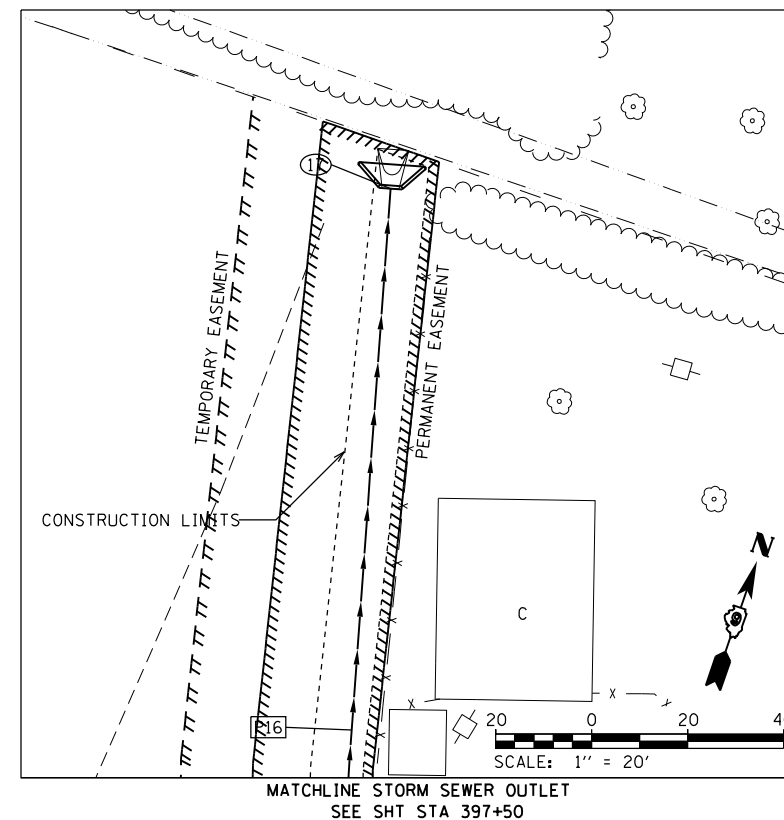 17
TEMPORARY EASEMENT
PERMANENT EASEMENT
CONSTRUCTION LIMITS
N
C
X X
X
P16
20 0 20 4
SCALE: 1" = 20'
MATCHLINE STORM SEWER OUTLET
SEE SHT STA 397+50